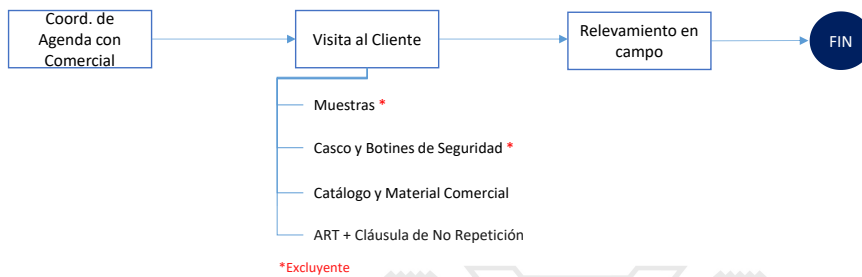 Coord. de
Agenda con
Comercial
Visita al Cliente
Relevamiento en
campo
FIN
Muestras *
Casco y Botines de Seguridad *
Catálogo y Material Comercial
ART + Cláusula de No Repetición
*Excluyente